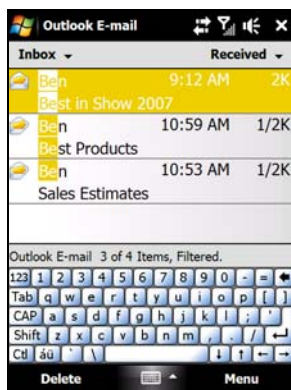 Outlook E-mail
Inbox Received
Ben 9:12 AM 2K
Best in Show 2007
Ben 10:59 AM 1/2K
Best Products
Ben 10:53 AM 1/2K
Sales Estimates
Outlook E-mail 3 of 4 Items, Filtered.
123 1 2 3 4 5 6 7 8 9 0 - =
Tab q w e r t y u i o p [ ]
CAP a s d f g h j k l ; '
Shift z x c v b n m , . /
Ctl áü ` \
Delete Menu